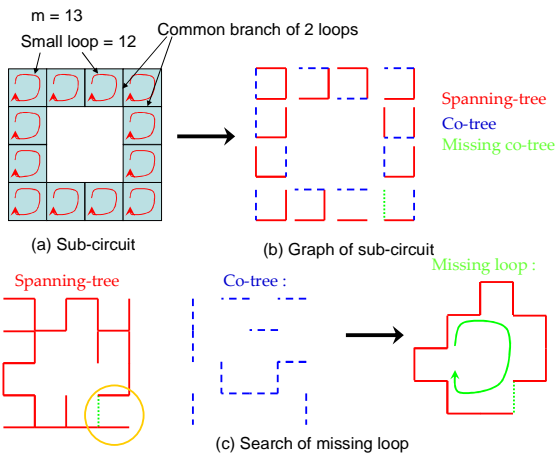 m = 13
Small loop = 12
Common branch of 2 loops
Spanning-tree
Co-tree
Missing co-tree
(a) Sub-circuit
(b) Graph of sub-circuit
Spanning-tree
Co-tree :
Missing loop :
(c) Search of missing loop